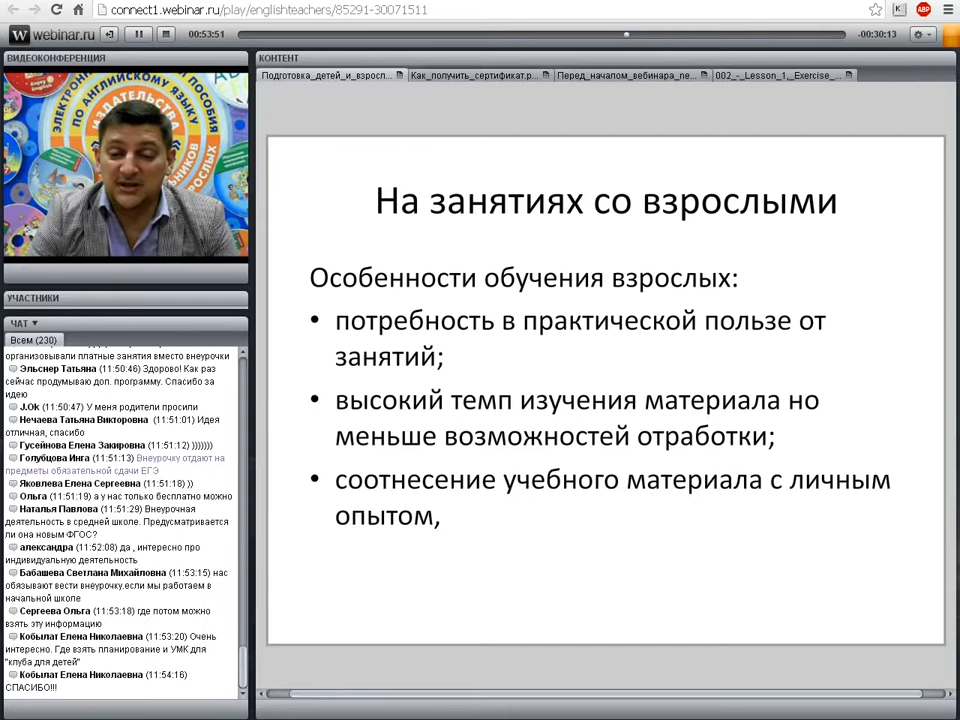 connect1.webinar.ru/play/englishteachers/85291-30071511
W webinar.ru
00:53:51
-00:30:13
ВИДЕОКОНФЕРЕНЦИЯ
ЭЛЕКТРОННЫЕ
ПОСОБИЯ
ПО АНГЛИЙСКОМУ ЯЗЫКУ
ИЗДАТЕЛЬСТВА
УЧАСТНИКИ
ЧАТ
Всем (230)
организовывали платные занятия вместо внеурочки
Эльснер Татьяна (11:50:46) Здорово! Как раз
сейчас продумываю доп. программу. Спасибо за
идею
J.Ok (11:50:47) У меня родители просили
Нечаева Татьяна Викторовна (11:51:01) Идея
отличная, спасибо
Гусейнова Елена Закировна (11:51:12) )))))))
Голубцова Инга (11:51:13) Внеурочку отдают на
предметы обязательной сдачи ЕГЭ
Яковлева Елена Сергеевна (11:51:18) ))
Ольга (11:51:19) а у нас только бесплатно можно
Наталья Павлова (11:51:29) Внеурочная
деятельность в средней школе. Предусматривается
ли она новым ФГОС?
александра (11:52:08) да , интересно про
индивидуальную деятельность
Бабашева Светлана Михайловна (11:53:15) нас
обязывают вести внеурочку.если мы работаем в
начальной школе
Сергеева Ольга (11:53:18) где потом можно
взять эту информацию
Кобылат Елена Николаевна (11:53:20) Очень
интересно. Где взять планирование и УМК для
"клуба для детей"
Кобылат Елена Николаевна (11:54:16)
СПАСИБО!!!
КОНТЕНТ
Подготовка_детей_и_взросл...
Как_получить_сертификат.p...
Перед_началом_вебинара_пе...
002_-_Lesson_1,_Exercise_...
На занятиях со взрослыми
Особенности обучения взрослых:
• потребность в практической пользе от
занятий;
• высокий темп изучения материала но
меньше возможностей отработки;
• соотнесение учебного материала с личным
опытом,